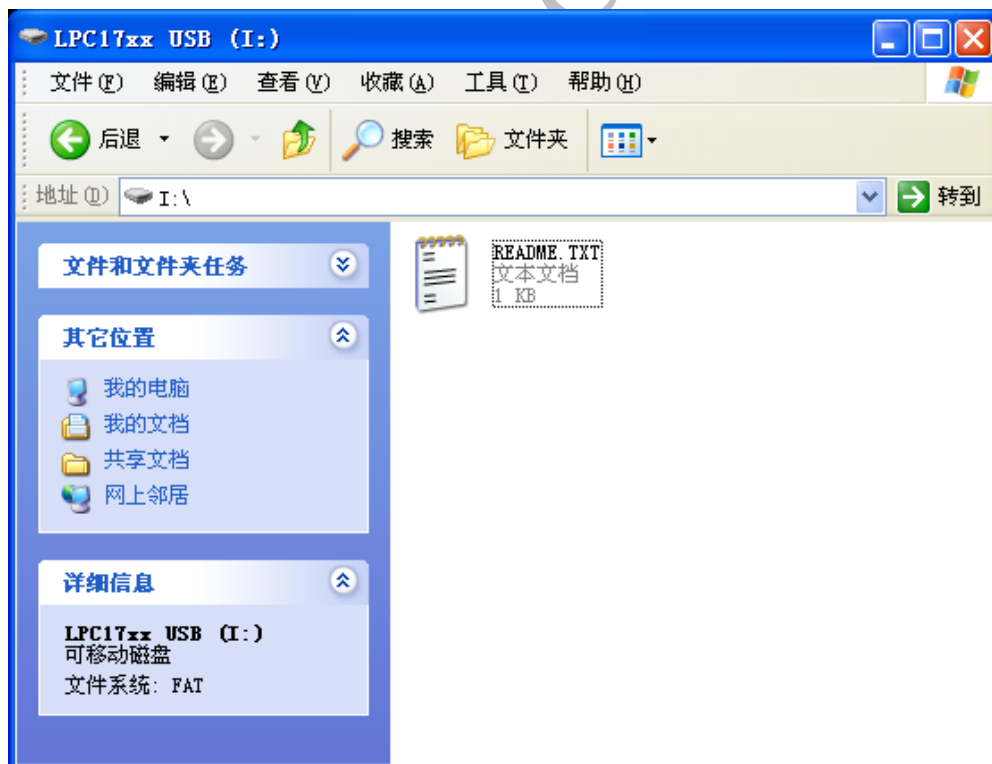 LPC17xx USB (I:)
文件(F) 编辑(E) 查看(V) 收藏(A) 工具(T) 帮助(H)
后退 搜索 文件夹
地址(D) I:\ 转到
文件和文件夹任务
README.TXT
文本文档
1 KB
其它位置
我的电脑
我的文档
共享文档
网上邻居
详细信息
LPC17xx USB (I:)
可移动磁盘
文件系统: FAT